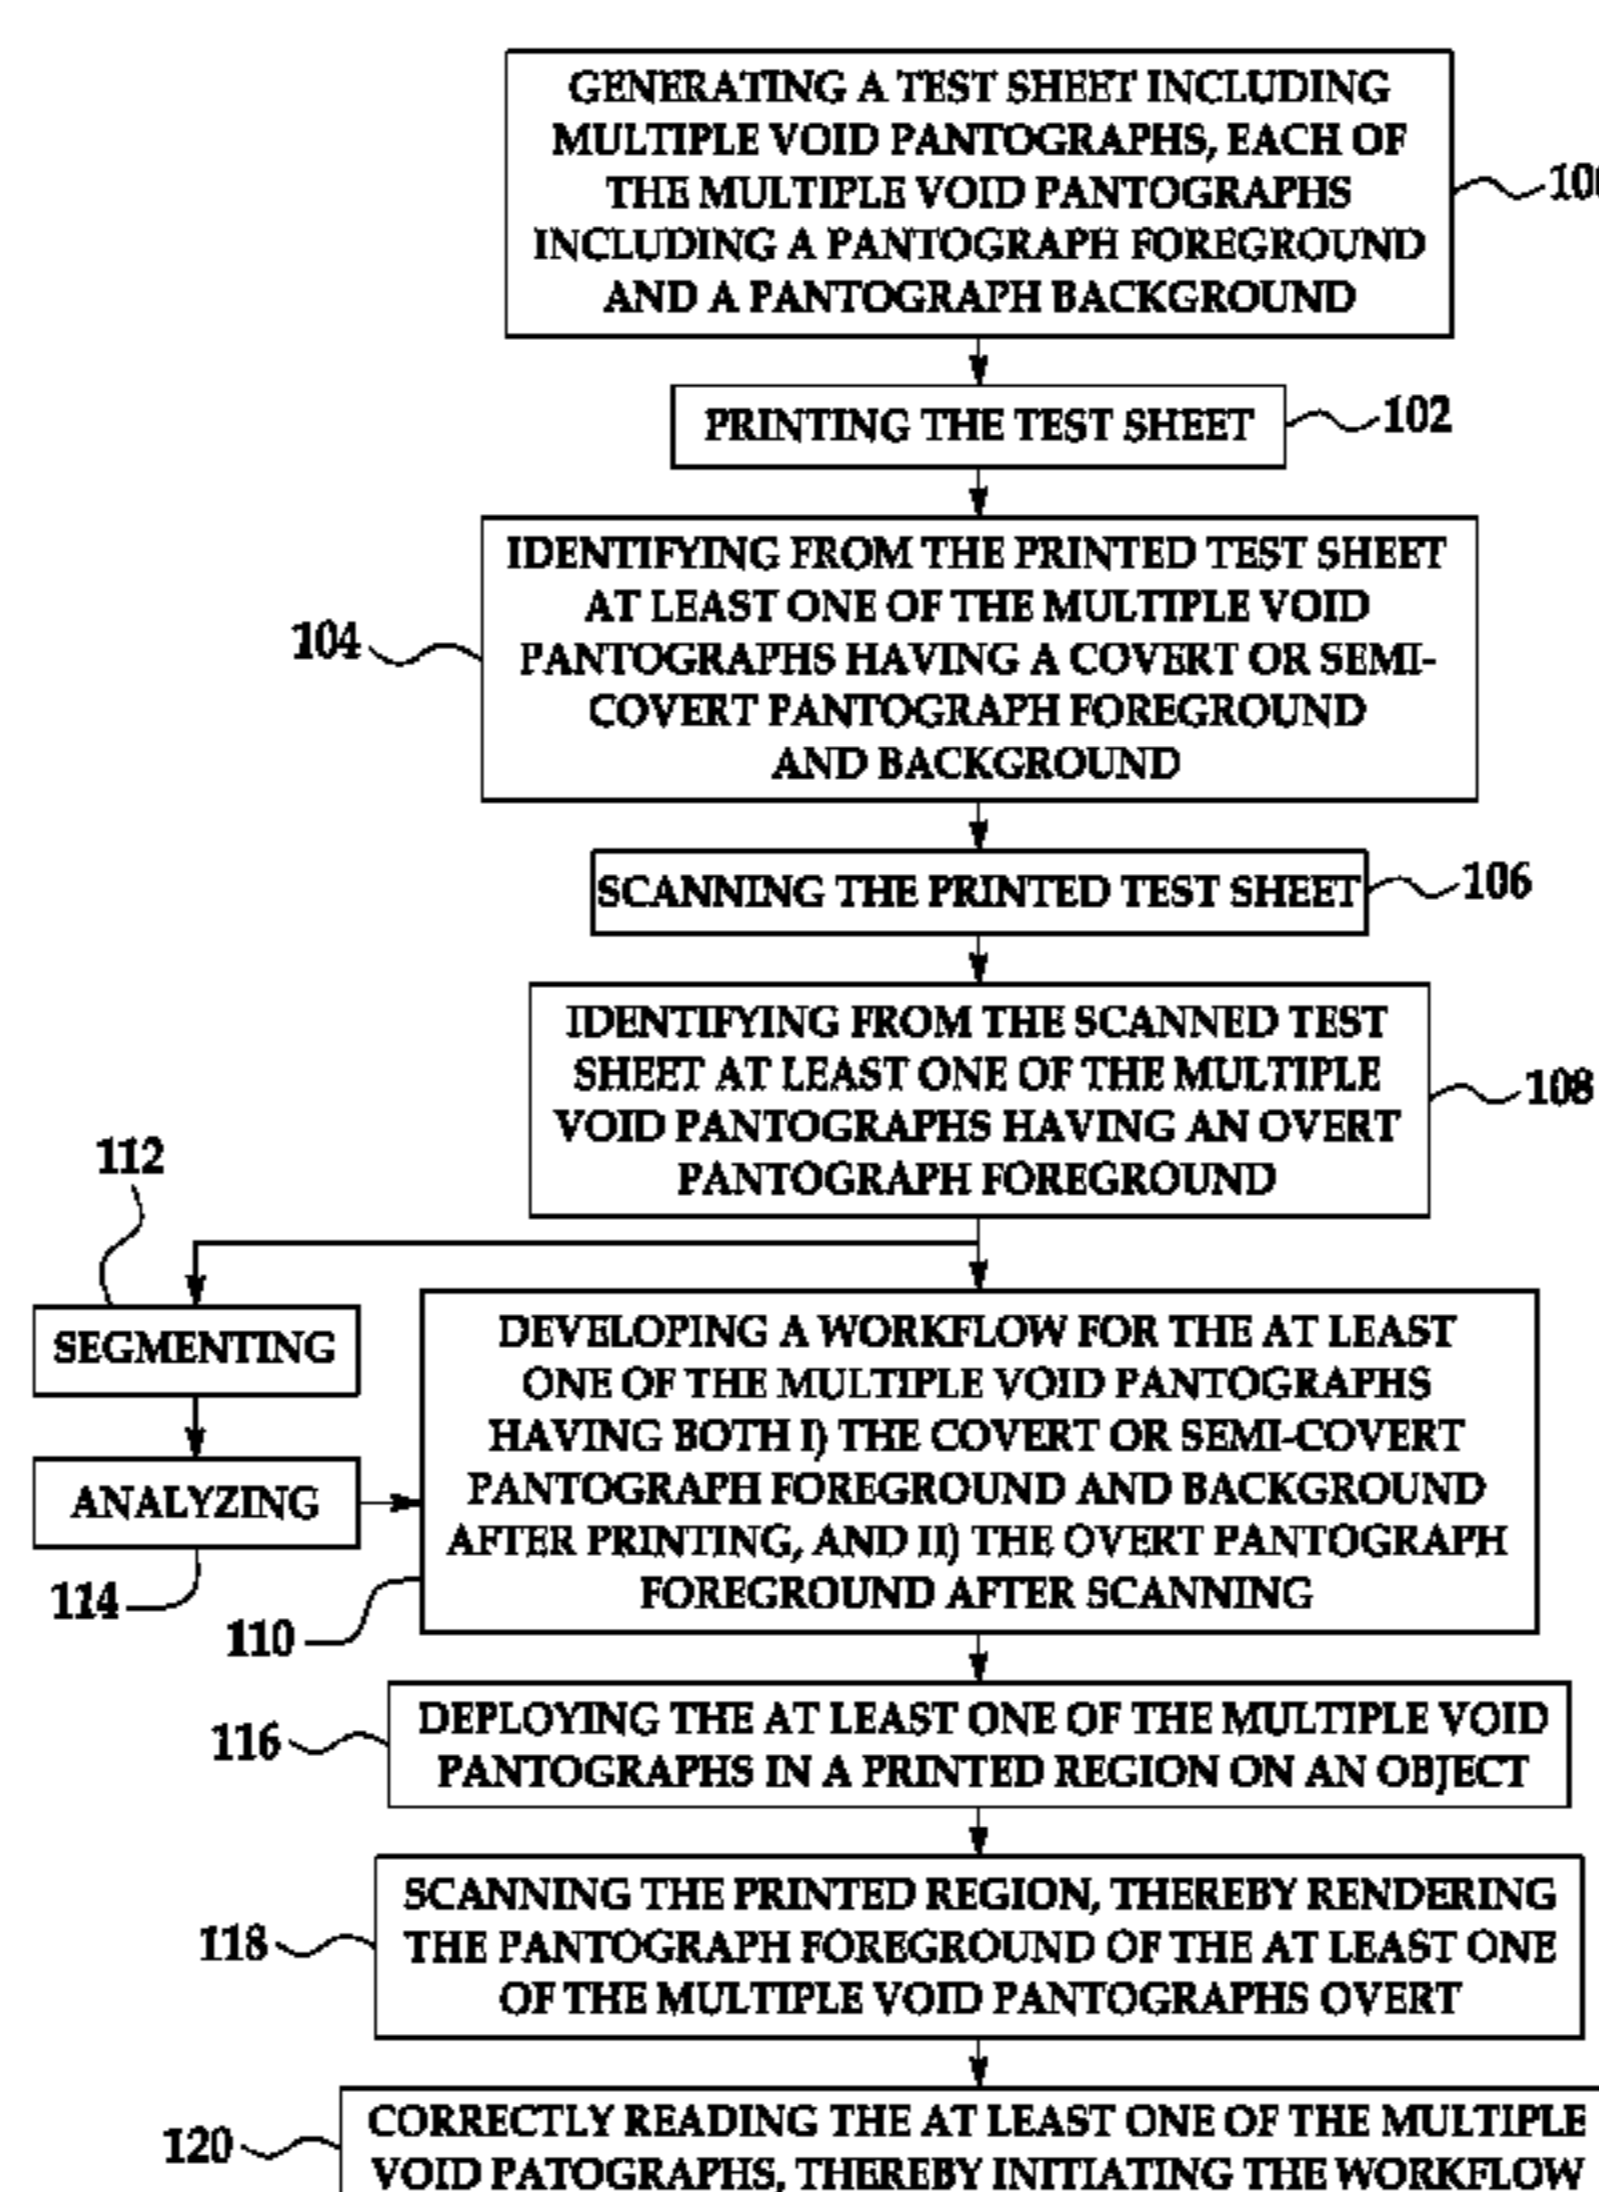 GENERATING A TEST SHEET INCLUDING
MULTIPLE VOID PANTOGRAPHS, EACH OF
THE MULTIPLE VOID PANTOGRAPHS
INCLUDING A PANTOGRAPH FOREGROUND
AND A PANTOGRAPH BACKGROUND
PRINTING THE TEST SHEET
102
IDENTIFYING FROM THE PRINTED TEST SHEET
AT LEAST ONE OF THE MULTIPLE VOID
PANTOGRAPHS HAVING A COVERT OR SEMI-
COVERT PANTOGRAPH FOREGROUND
AND BACKGROUND
104
SCANNING THE PRINTED TEST SHEET
106
IDENTIFYING FROM THE SCANNED TEST
SHEET AT LEAST ONE OF THE MULTIPLE
VOID PANTOGRAPHS HAVING AN OVERT
PANTOGRAPH FOREGROUND
108
112
SEGMENTING
ANALYZING
114
DEVELOPING A WORKFLOW FOR THE AT LEAST
ONE OF THE MULTIPLE VOID PANTOGRAPHS
HAVING BOTH I) THE COVERT OR SEMI-COVERT
PANTOGRAPH FOREGROUND AND BACKGROUND
AFTER PRINTING, AND II) THE OVERT PANTOGRAPH
FOREGROUND AFTER SCANNING
110
DEPLOYING THE AT LEAST ONE OF THE MULTIPLE VOID
PANTOGRAPHS IN A PRINTED REGION ON AN OBJECT
116
SCANNING THE PRINTED REGION, THEREBY RENDERING
THE PANTOGRAPH FOREGROUND OF THE AT LEAST ONE
OF THE MULTIPLE VOID PANTOGRAPHS OVERT
118
CORRECTLY READING THE AT LEAST ONE OF THE MULTIPLE
VOID PATOGRAPHS, THEREBY INITIATING THE WORKFLOW
120